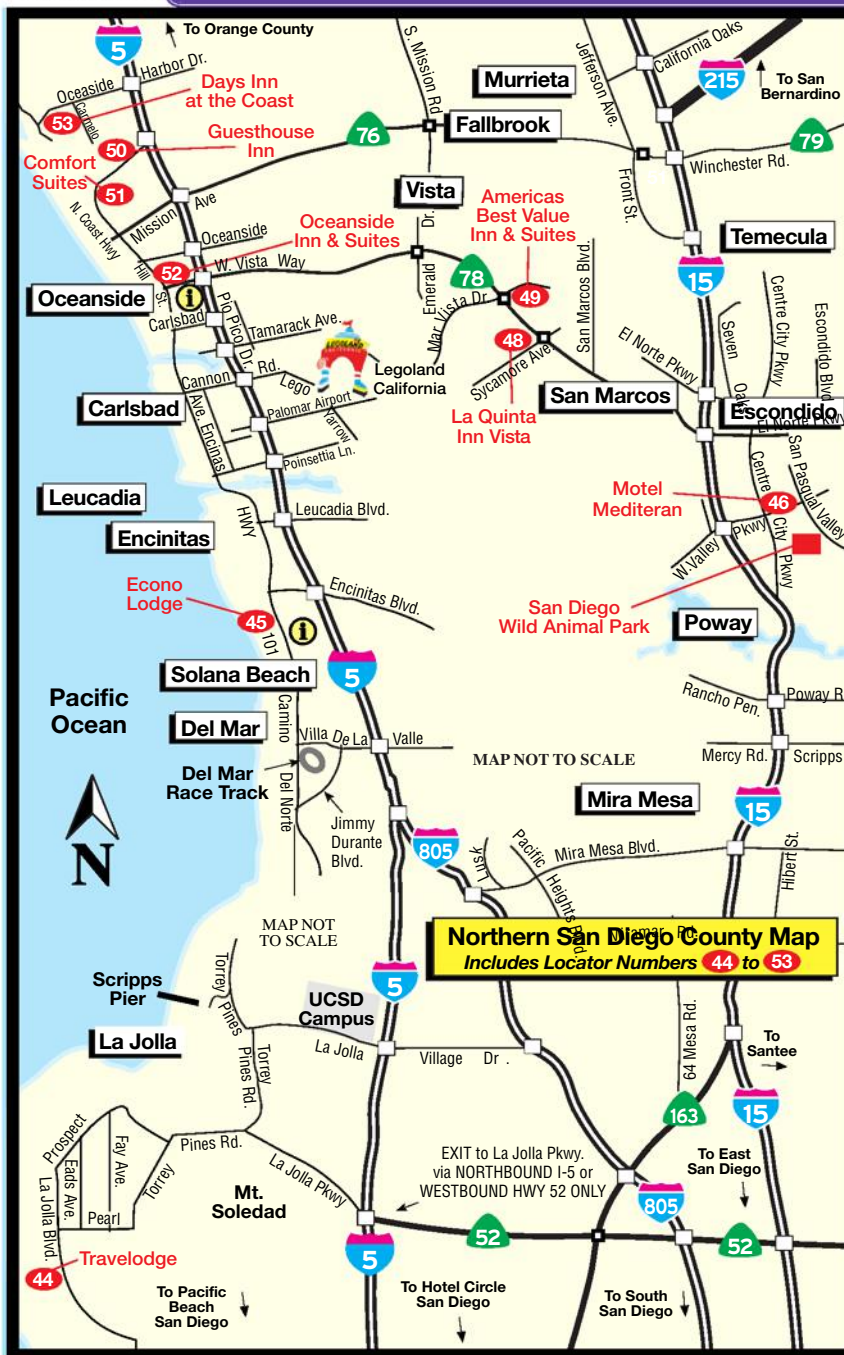 To Orange County
5
Harbor Dr.
Oceaside
Carmelo
53
Days Inn
at the Coast
50
Guesthouse
Inn
Comfort
Suites
51
N. Coast Hwy
Mission Ave
76
S. Mission Rd
Murrieta
Fallbrook
Jefferson Ave.
California Oaks
215
To San
Bernardino
79
Winchester Rd.
Front St.
Temecula
15
Vista
Americas
Best Value
Inn & Suites
49
Oceanside
Inn & Suites
52
Oceanside
W. Vista Way
Hill St.
i
Oceanside
Carlsbad
Pio Pico Dr.
Tamarack Ave.
Emerald Dr.
78
Mar Vista Dr.
48
Sycamore Ave.
La Quinta
Inn Vista
San Marcos Blvd.
El Norte Pkwy
San Marcos
Seven Oaks
Centre City Pkwy
Escondido Blvd
Escondido
El Norte Pkwy
LEGOLAND
CALIFORNIA
Legoland
California
Cannon Rd.
Lego
Carlsbad
Ave. Encinas
Palomar Airport
Yarrow
Poinsettia Ln.
Leucadia
HWY
Leucadia Blvd.
Encinitas
Motel
Mediteran
46
Centre City Pkwy
San Pasqual Valley
W.Valley Pkwy
San Diego
Wild Animal Park
Econo
Lodge
45
101
i
Encinitas Blvd.
Poway
Solana Beach
5
Pacific
Ocean
Rancho Pen.
Poway R
Del Mar
Camino Del Norte
Villa De La Valle
MAP NOT TO SCALE
Mercy Rd.
Scripps
Del Mar
Race Track
Jimmy
Durante
Blvd.
Mira Mesa
15
N
805
Lusk
Pacific Heights Blvd.
Mira Mesa Blvd.
Hibert St.
MAP NOT
TO SCALE
Miramar Rd.
Northern San Diego County Map
Includes Locator Numbers 44 to 53
Scripps
Pier
Torrey Pines
5
UCSD
Campus
La Jolla
La Jolla Village Dr.
64 Mesa Rd.
To
Santee
Torrey
Pines Rd.
163
15
Prospect
Fay Ave.
Eads Ave.
La Jolla Blvd.
Pearl
Torrey
Pines Rd.
La Jolla Pkwy
Mt.
Soledad
EXIT to La Jolla Pkwy.
via NORTHBOUND I-5 or
WESTBOUND HWY 52 ONLY
To East
San Diego
805
52
52
5
Travelodge
44
To Pacific
Beach
San Diego
To Hotel Circle
San Diego
To South
San Diego